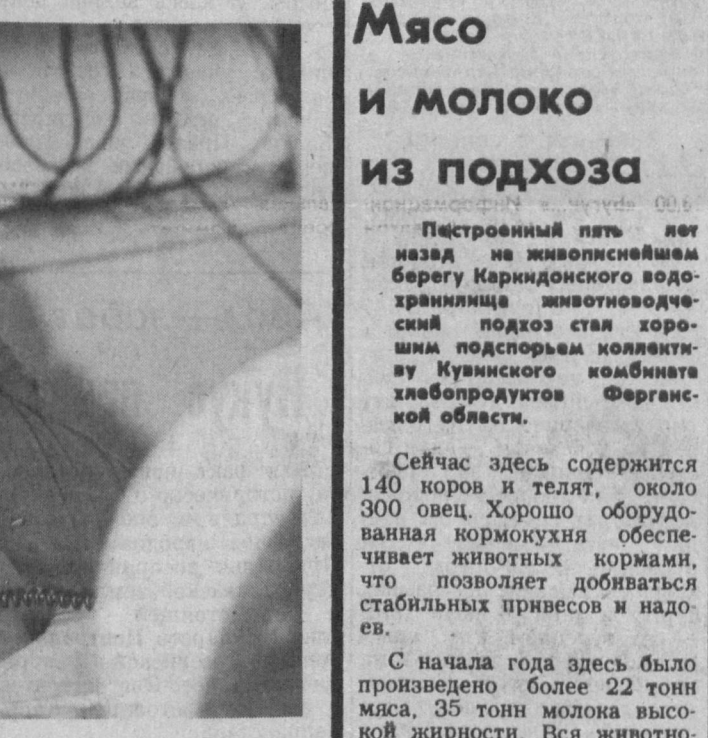 Мясо
и молоко
из подхоза
Построенный пять лет
назад на живописнейшем
берегу Каркидонского водо-
хранилища животноводче-
ский подхоз стал хоро-
шим подспорьем коллекти-
ву Кувинского комбината
хлебопродуктов Ферганс-
кой области.
Сейчас здесь содержится
140 коров и телят, около
300 овец. Хорошо оборудо-
ванная кормокухня обеспе-
чивает животных кормами,
что позволяет добиваться
стабильных привесов и надо-
ев.
С начала года здесь было
произведено более 22 тонн
мяса, 35 тонн молока высо-
кой жирности. Вся животно-